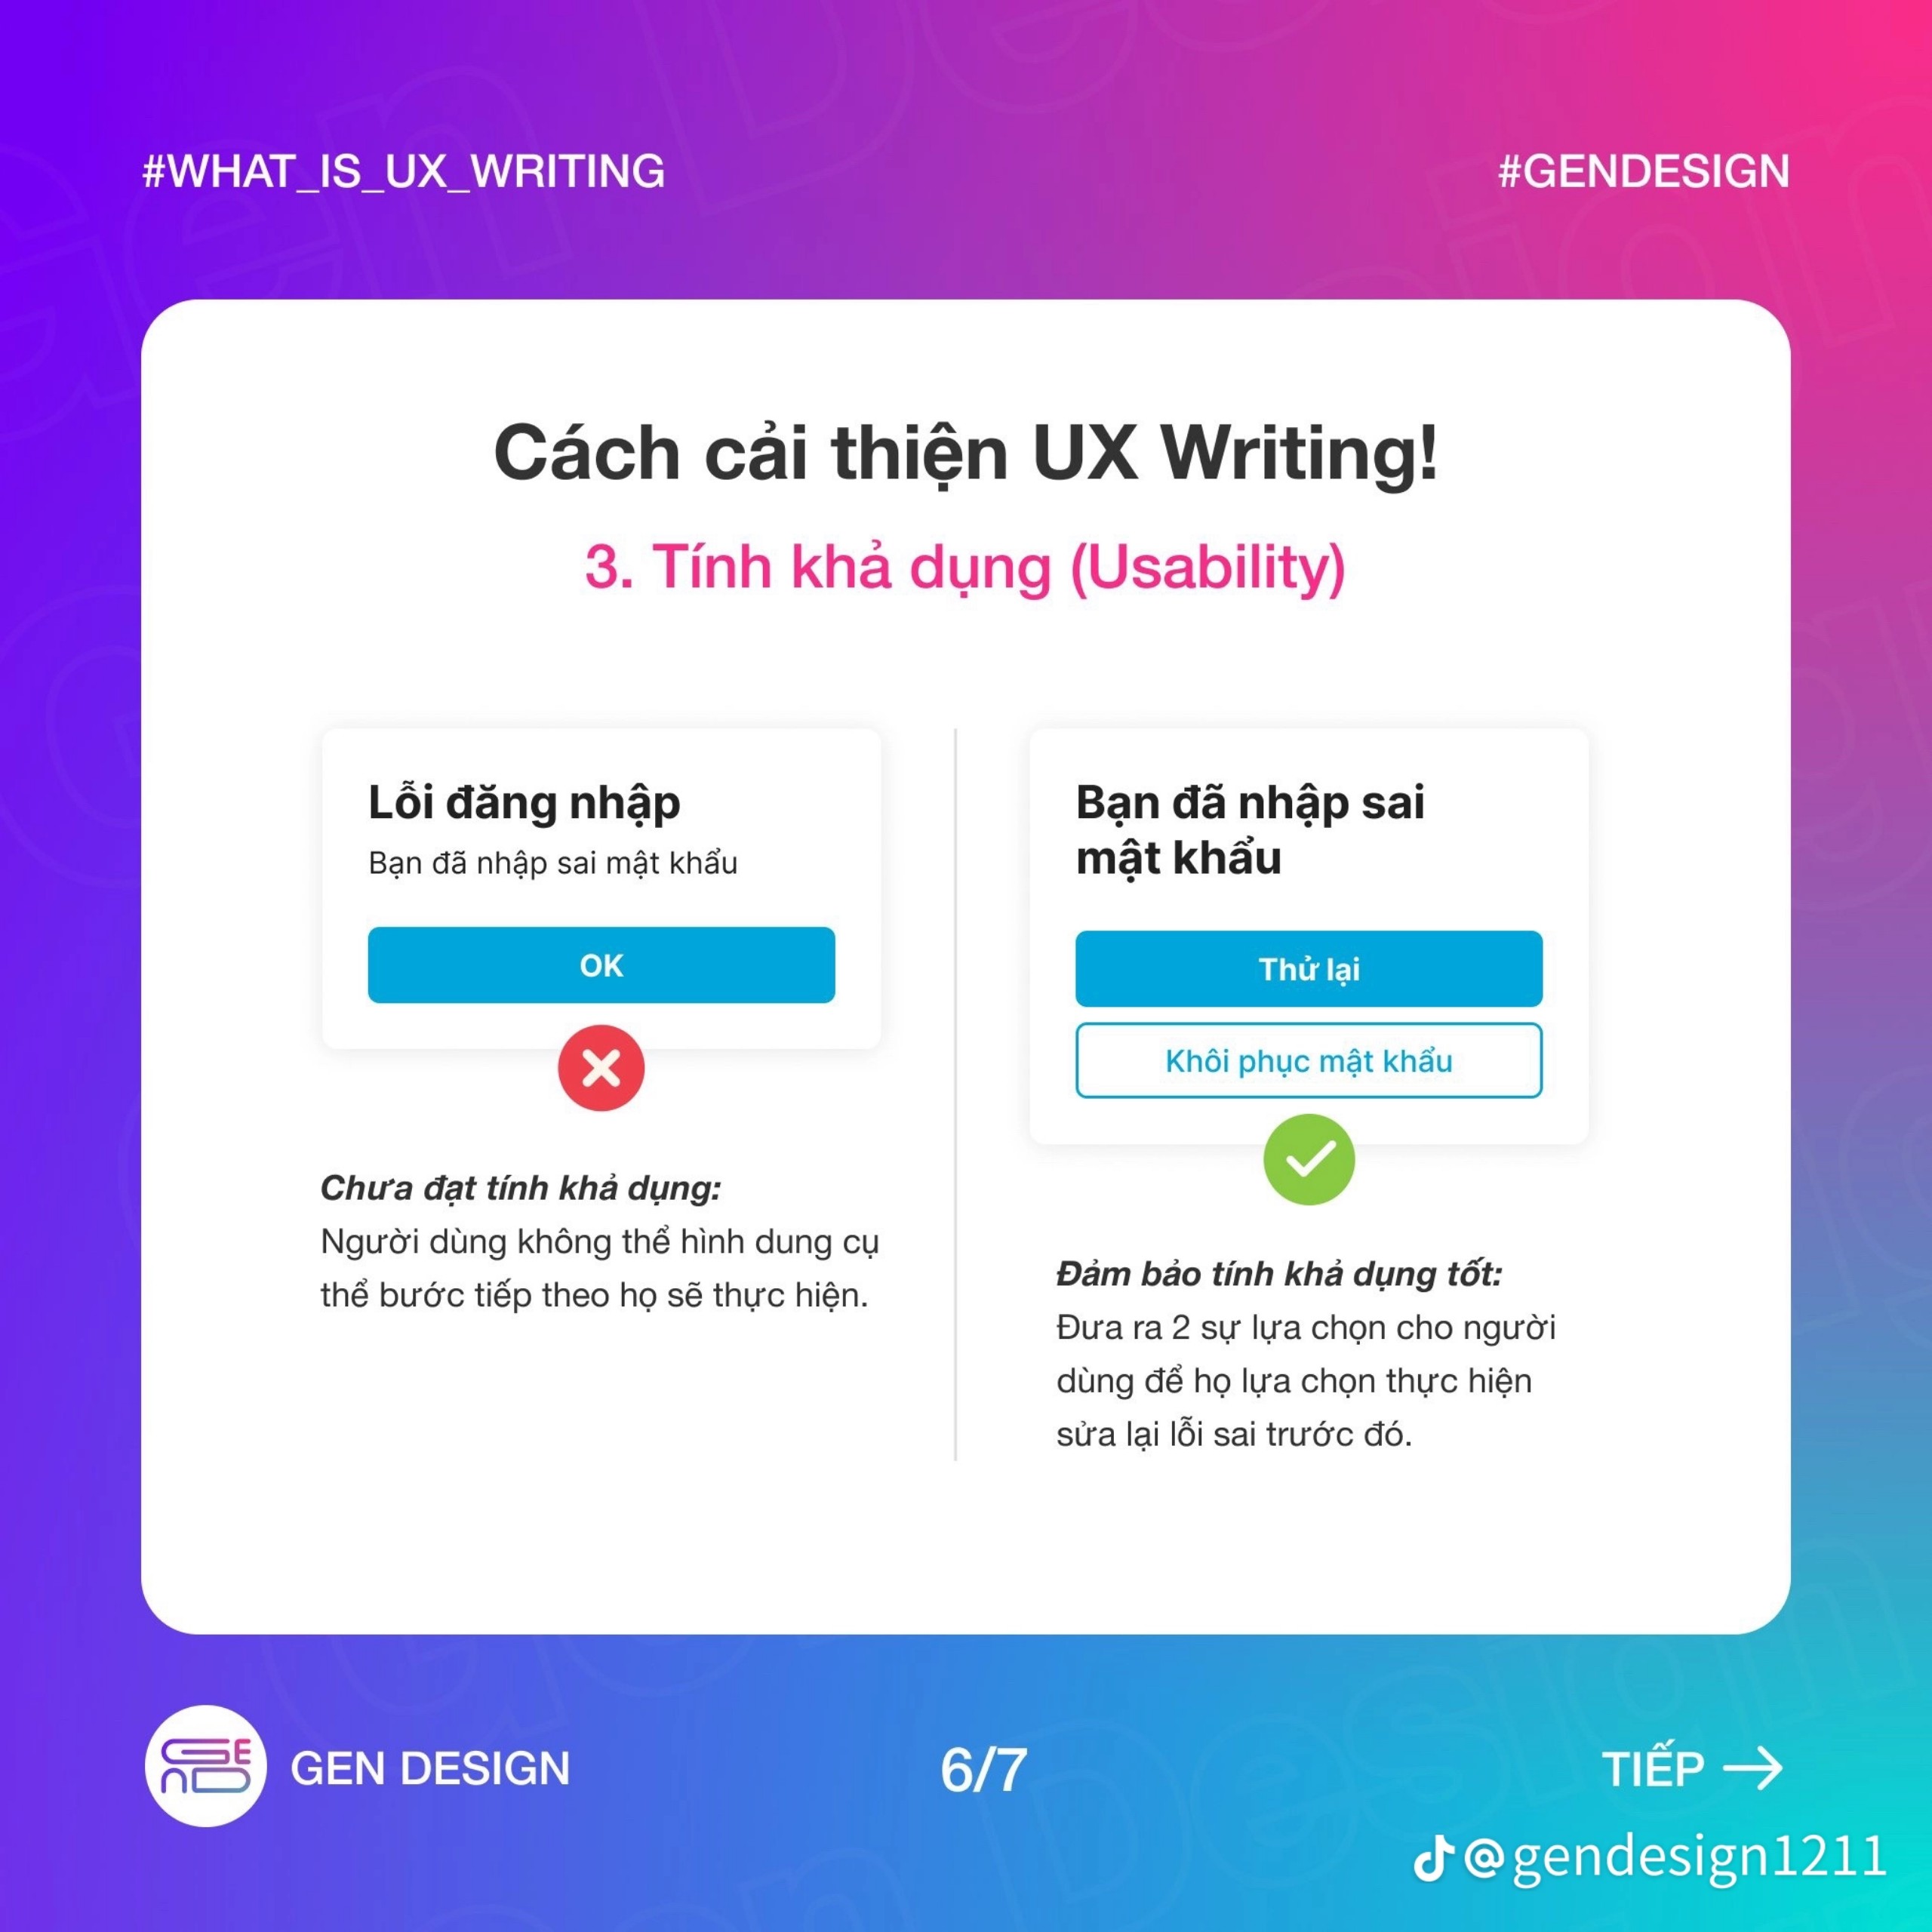 #WHAT_IS_UX_WRITING
#GENDESIGN
Cách cải thiện UX Writing!
3. Tính khả dụng (Usability)
Lỗi đăng nhập
Bạn đã nhập sai mật khẩu
OK
Chưa đạt tính khả dụng:
Người dùng không thể hình dung cụ
thể bước tiếp theo họ sẽ thực hiện.
Bạn đã nhập sai
mật khẩu
Thử lại
Khôi phục mật khẩu
Đảm bảo tính khả dụng tốt:
Đưa ra 2 sự lựa chọn cho người
dùng để họ lựa chọn thực hiện
sửa lại lỗi sai trước đó.
GEN DESIGN
6/7
TIẾP →
@gendesign1211